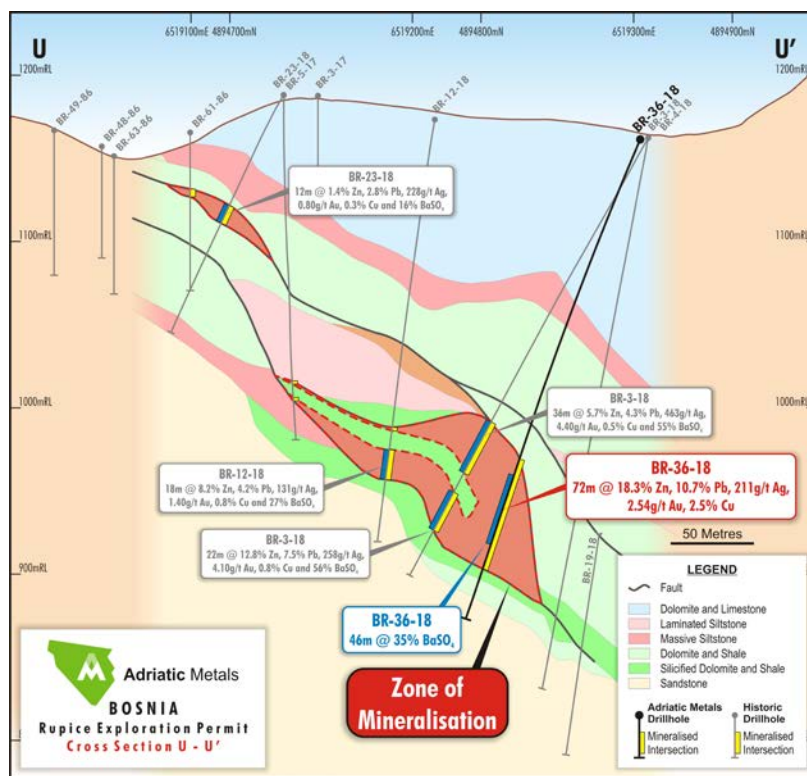 U
U'
6519100mE
4894700mN
6519200mE
4894800mN
6519300mE
4894900mN
1200mRL
1200mRL
BR-49-86
BR-48-86
BR-63-86
BR-61-86
BR-23-18
BR-5-17
BR-3-17
BR-12-18
BR-36-18
BR-3-18
BR-4-18
BR-23-18
12m @ 1.4% Zn, 2.8% Pb, 228g/t Ag,
0.80g/t Au, 0.3% Cu and 16% BaSO₄
1100mRL
1100mRL
1000mRL
1000mRL
BR-3-18
36m @ 5.7% Zn, 4.3% Pb, 463g/t Ag,
4.40g/t Au, 0.5% Cu and 55% BaSO₄
BR-12-18
18m @ 8.2% Zn, 4.2% Pb, 131g/t Ag,
1.40g/t Au, 0.8% Cu and 27% BaSO₄
BR-36-18
72m @ 18.3% Zn, 10.7% Pb, 211g/t Ag,
2.54g/t Au, 2.5% Cu
BR-3-18
22m @ 12.8% Zn, 7.5% Pb, 258g/t Ag,
4.10g/t Au, 0.8% Cu and 56% BaSO₄
50 Metres
BR-19-18
900mRL
BR-36-18
46m @ 35% BaSO₄
Zone of
Mineralisation
LEGEND
Fault
Dolomite and Limestone
Laminated Siltstone
Massive Siltstone
Dolomite and Shale
Silicified Dolomite and Shale
Sandstone
Adriatic Metals
Drillhole
Mineralised
Intersection
Historic
Drillhole
Mineralised
Intersection
Adriatic Metals
BOSNIA
Rupice Exploration Permit
Cross Section U - U'